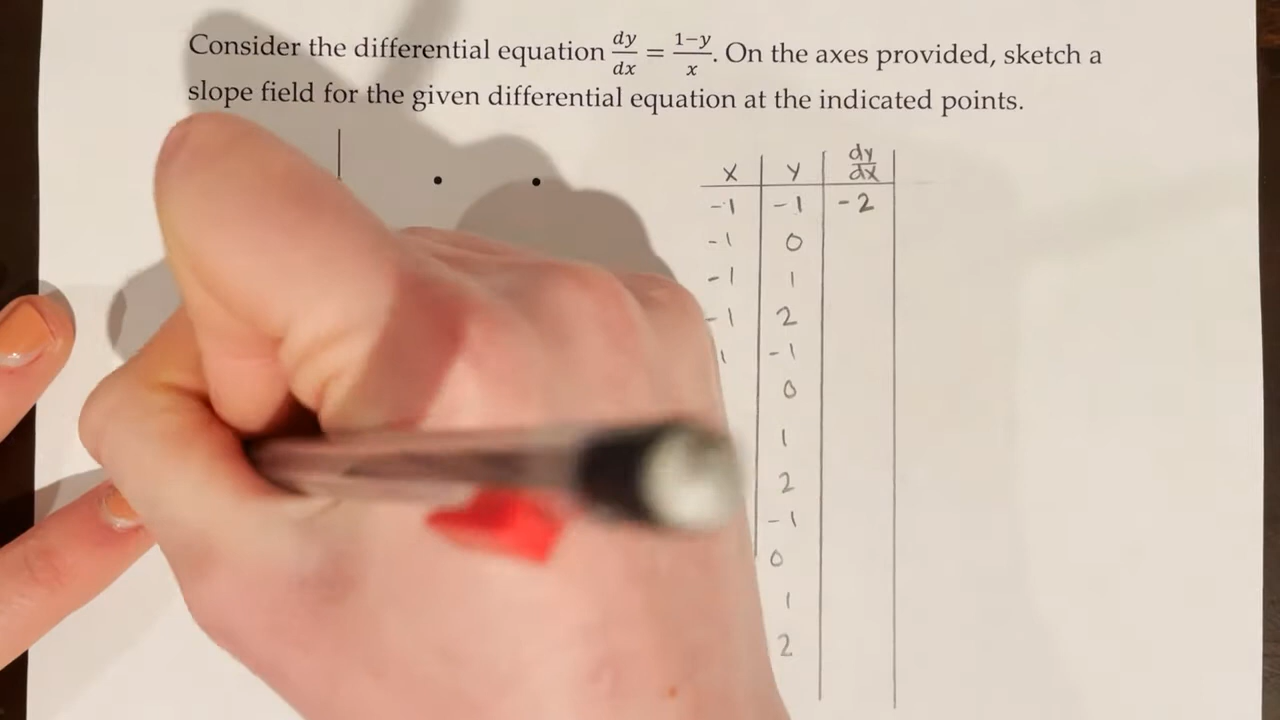 Consider the differential equation dy/dx = 1−y/x. On the axes provided, sketch a
slope field for the given differential equation at the indicated points.
x y dy/dx
-1 -1 -2
-1 0
-1 1
-1 2
1 -1
0
1
2
-1
0
1
2